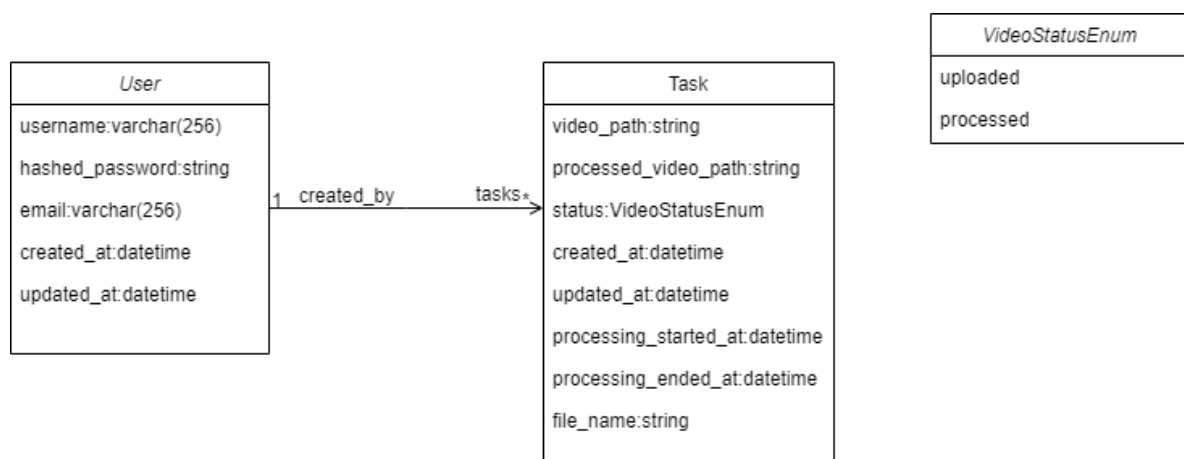 User
username:varchar(256)
hashed_password:string
email:varchar(256)
created_at:datetime
updated_at:datetime
1 created_by tasks*
Task
video_path:string
processed_video_path:string
status:VideoStatusEnum
created_at:datetime
updated_at:datetime
processing_started_at:datetime
processing_ended_at:datetime
file_name:string
VideoStatusEnum
uploaded
processed